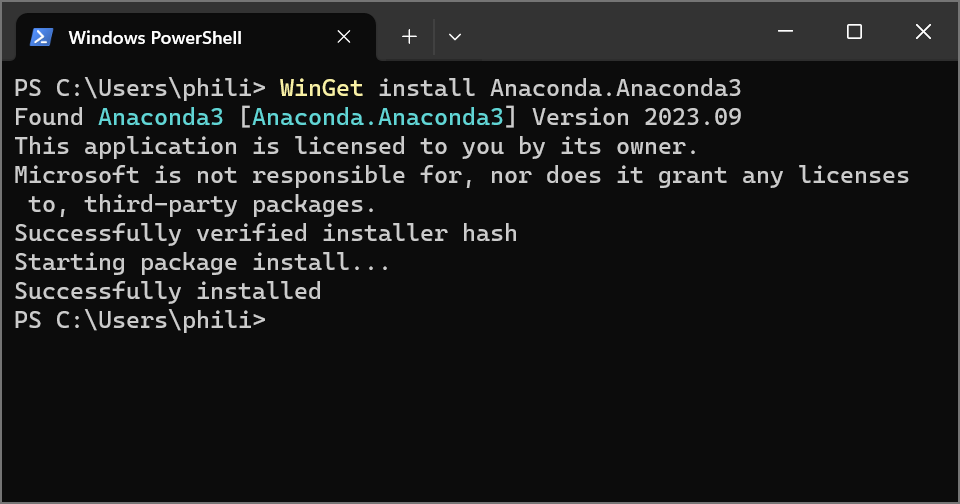 Windows PowerShell
PS C:\Users\phili> WinGet install Anaconda.Anaconda3
Found Anaconda3 [Anaconda.Anaconda3] Version 2023.09
This application is licensed to you by its owner.
Microsoft is not responsible for, nor does it grant any licenses
to, third-party packages.
Successfully verified installer hash
Starting package install...
Successfully installed
PS C:\Users\phili>